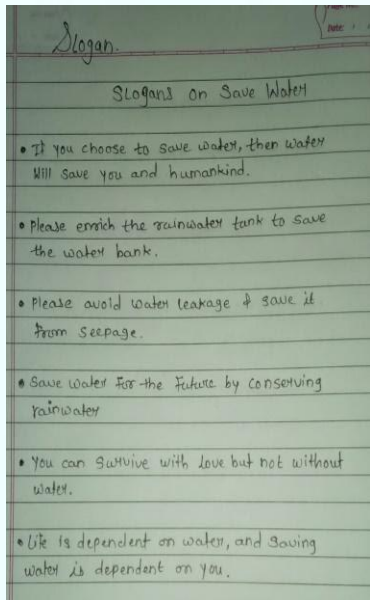 Date:
Slogan.
Slogans on Save Water
• If you choose to save water, then water
will save you and humankind.
• Please enrich the rainwater tank to save
the water bank.
• Please avoid water leakage & save it
from seepage.
• Save water for the future by conserving
rainwater
• You can survive with love but not without
water.
• Life is dependent on water, and saving
water is dependent on you.